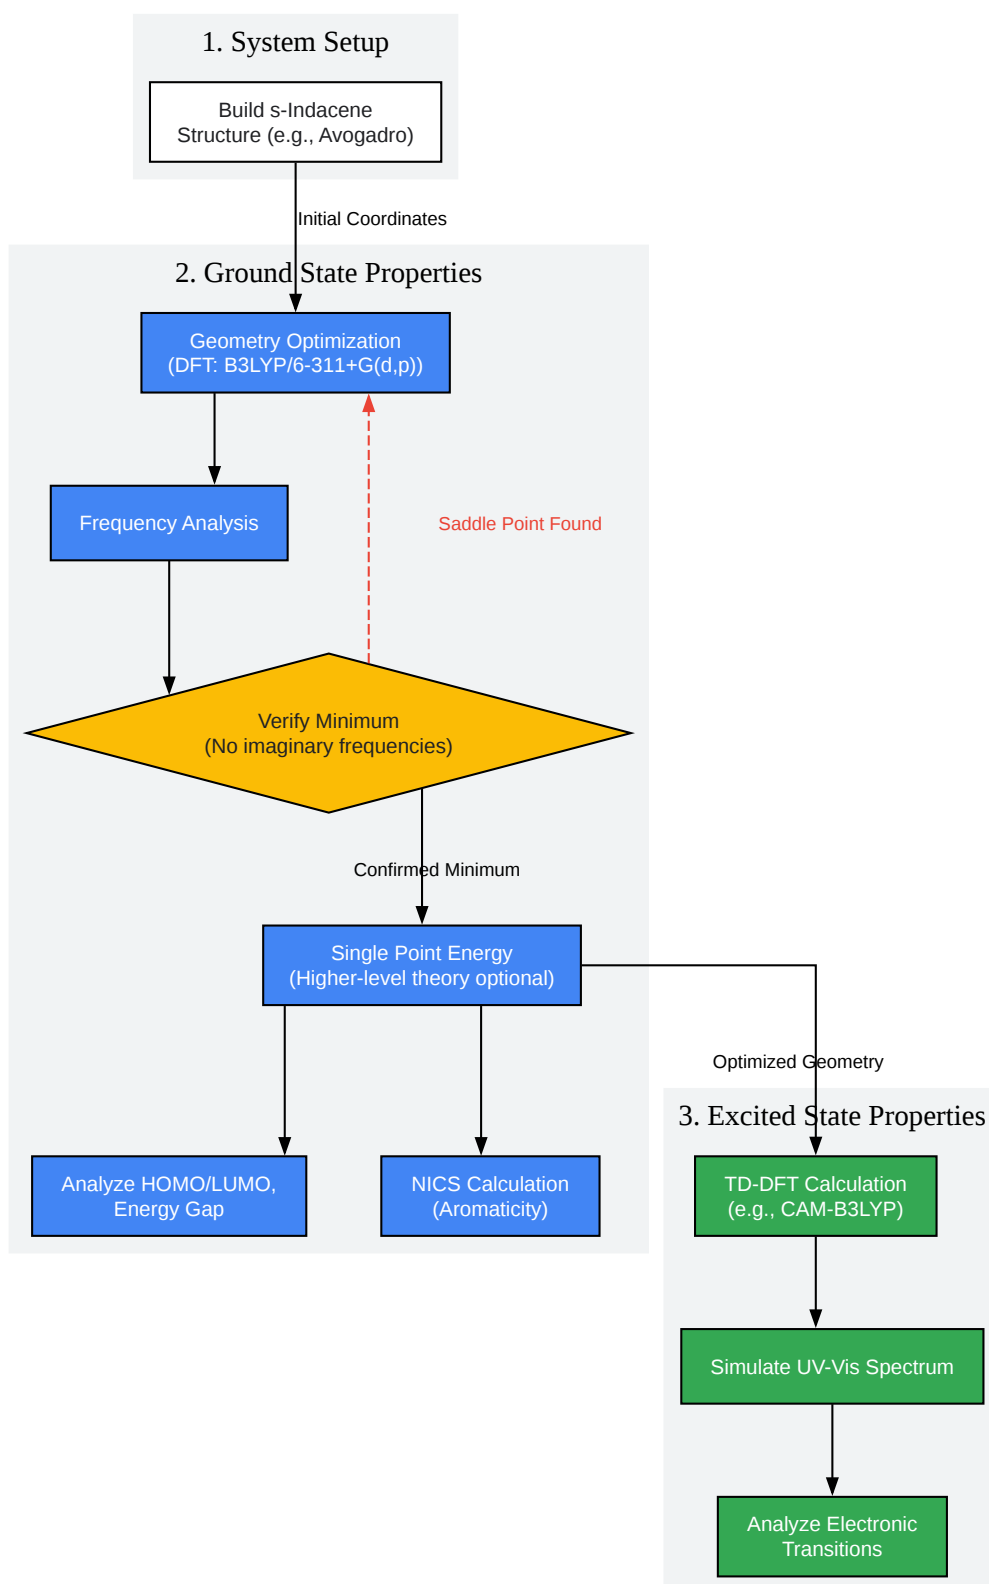 1. System Setup
Build s-Indacene
Structure (e.g., Avogadro)
Initial Coordinates
2. Ground State Properties
Geometry Optimization
(DFT: B3LYP/6-311+G(d,p))
Frequency Analysis
Saddle Point Found
Verify Minimum
(No imaginary frequencies)
Confirmed Minimum
Single Point Energy
(Higher-level theory optional)
Optimized Geometry
3. Excited State Properties
Analyze HOMO/LUMO,
Energy Gap
NICS Calculation
(Aromaticity)
TD-DFT Calculation
(e.g., CAM-B3LYP)
Simulate UV-Vis Spectrum
Analyze Electronic
Transitions